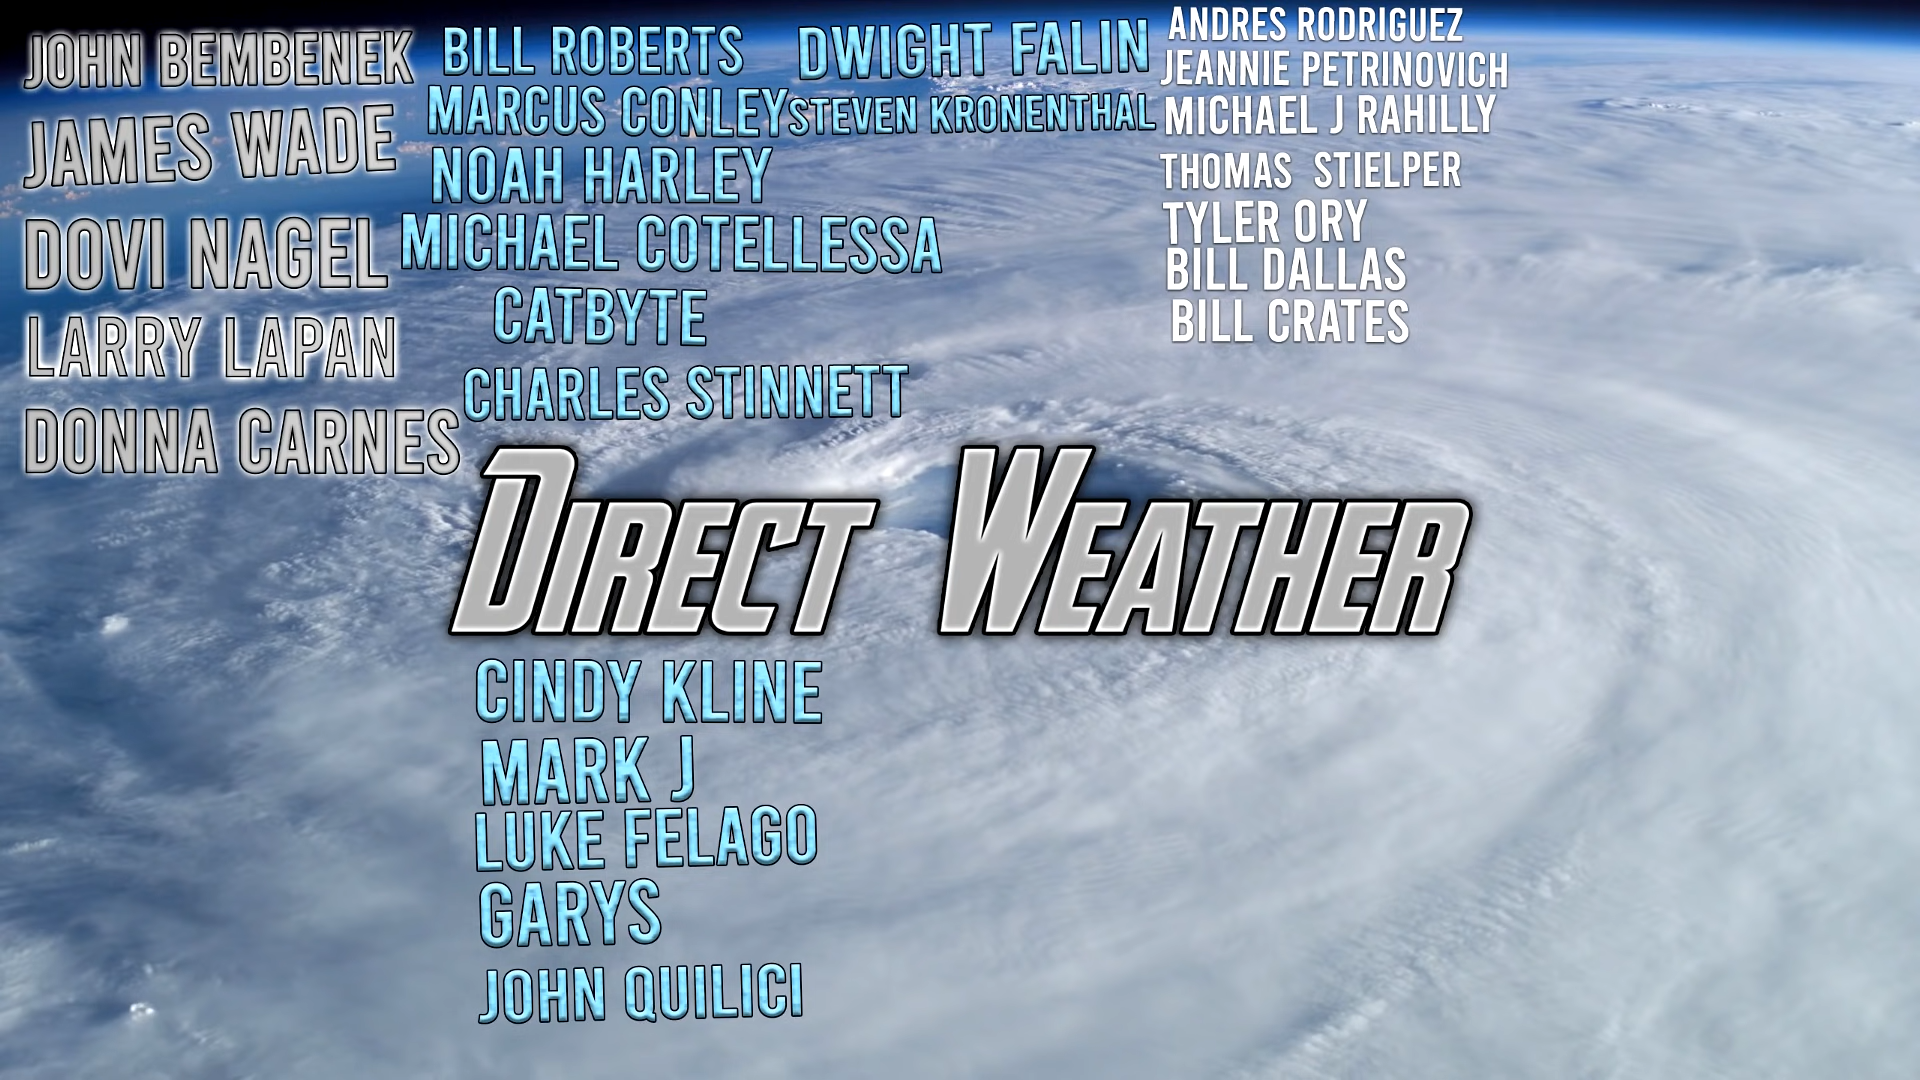 JOHN BEMBENEK
JAMES WADE
DOVI NAGEL
LARRY LAPAN
DONNA CARNES
BILL ROBERTS
MARCUS CONLEY
NOAH HARLEY
MICHAEL COTELLESSA
CATBYTE
CHARLES STINNETT
DWIGHT FALIN
STEVEN KRONENTHAL
ANDRES RODRIGUEZ
JEANNIE PETRINOVICH
MICHAEL J RAHILLY
THOMAS STIELPER
TYLER ORY
BILL DALLAS
BILL CRATES
DIRECT WEATHER
CINDY KLINE
MARK J
LUKE FELAGO
GARYS
JOHN QUILICI